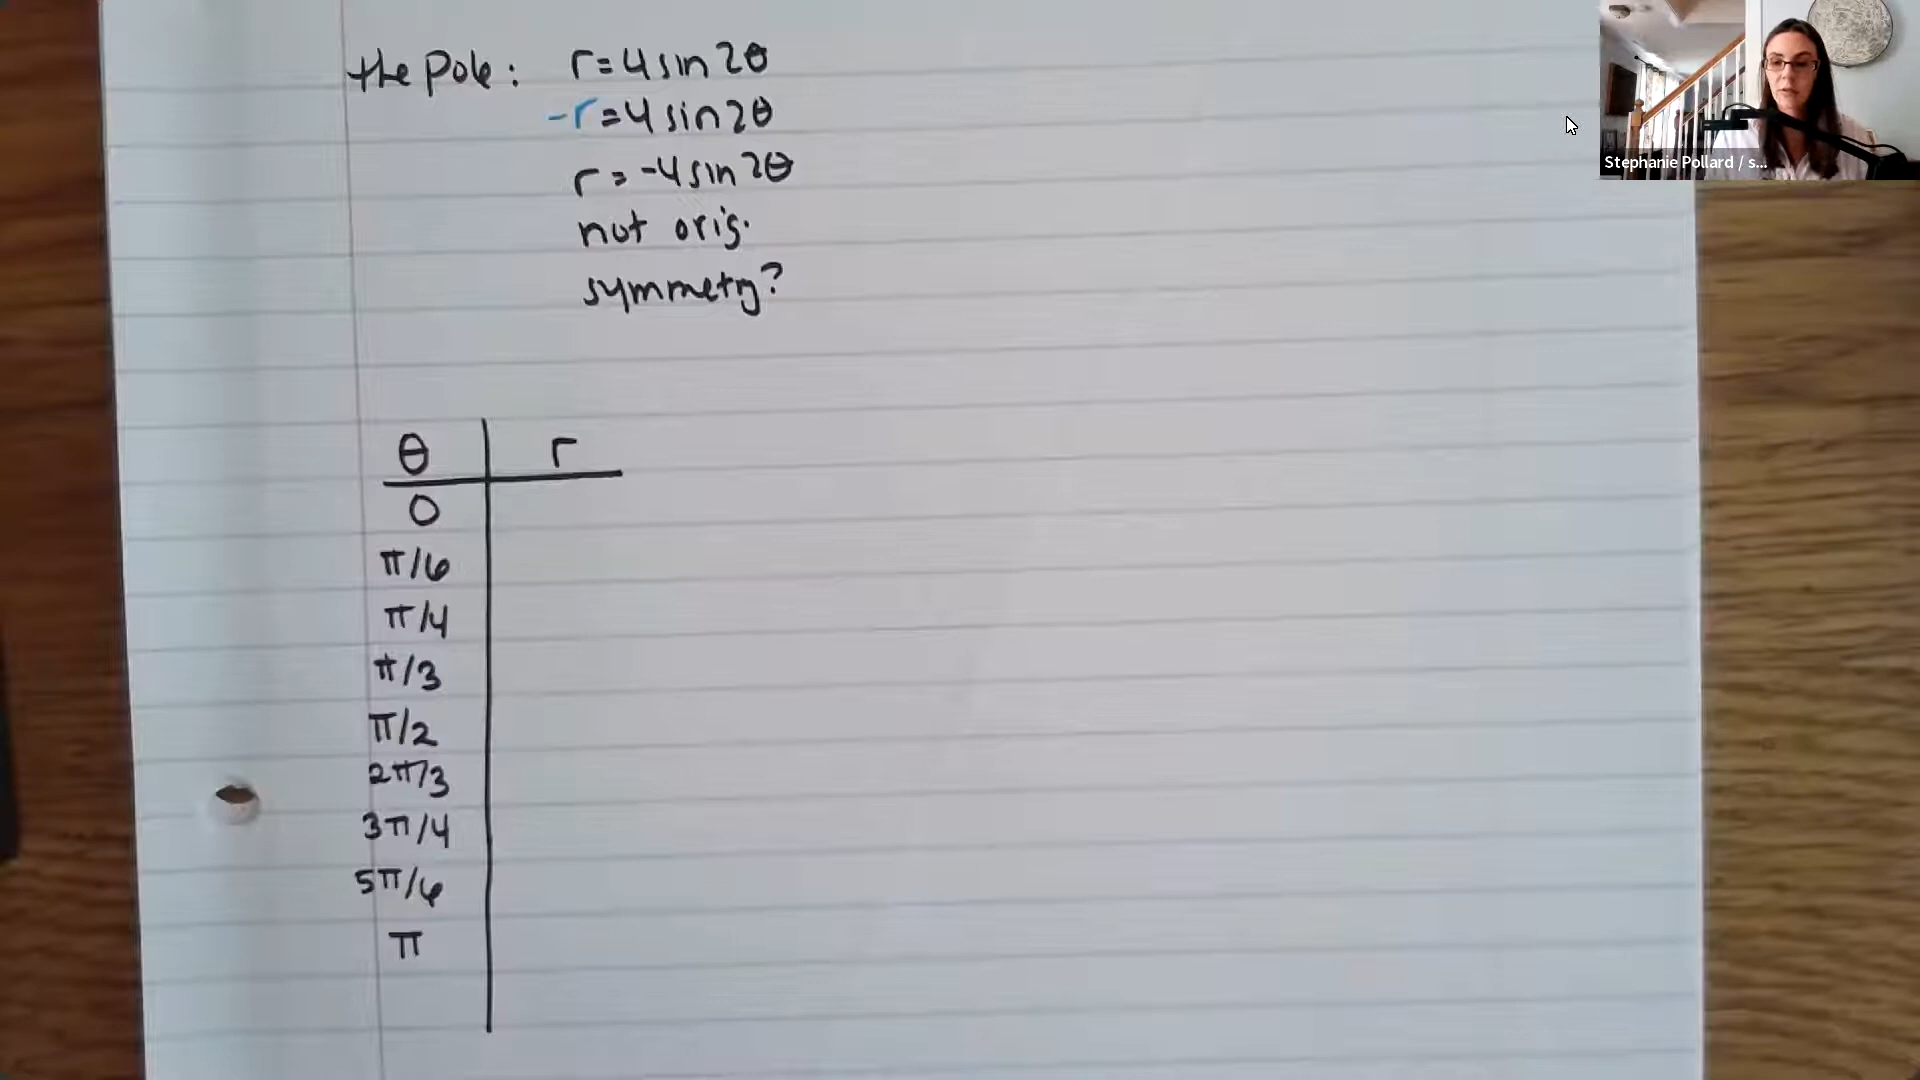 the Pole: r=4sin2θ
-r=4sin2θ
r=-4sin2θ
not orig.
symmetry?
θ r
0
π/6
π/4
π/3
π/2
2π/3
3π/4
5π/6
π
Stephanie Pollard / s...